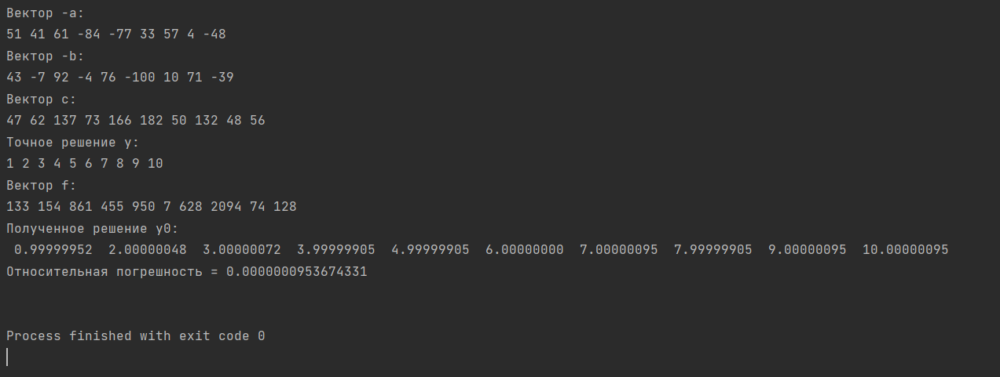 Вектор -a:
51 41 61 -84 -77 33 57 4 -48
Вектор -b:
43 -7 92 -4 76 -100 10 71 -39
Вектор c:
47 62 137 73 166 182 50 132 48 56
Точное решение y:
1 2 3 4 5 6 7 8 9 10
Вектор f:
133 154 861 455 950 7 628 2094 74 128
Полученное решение y0:
0.99999952 2.00000048 3.00000072 3.99999905 4.99999905 6.00000000 7.00000095 7.99999905 9.00000095 10.00000095
Относительная погрешность = 0.0000000953674331
Process finished with exit code 0